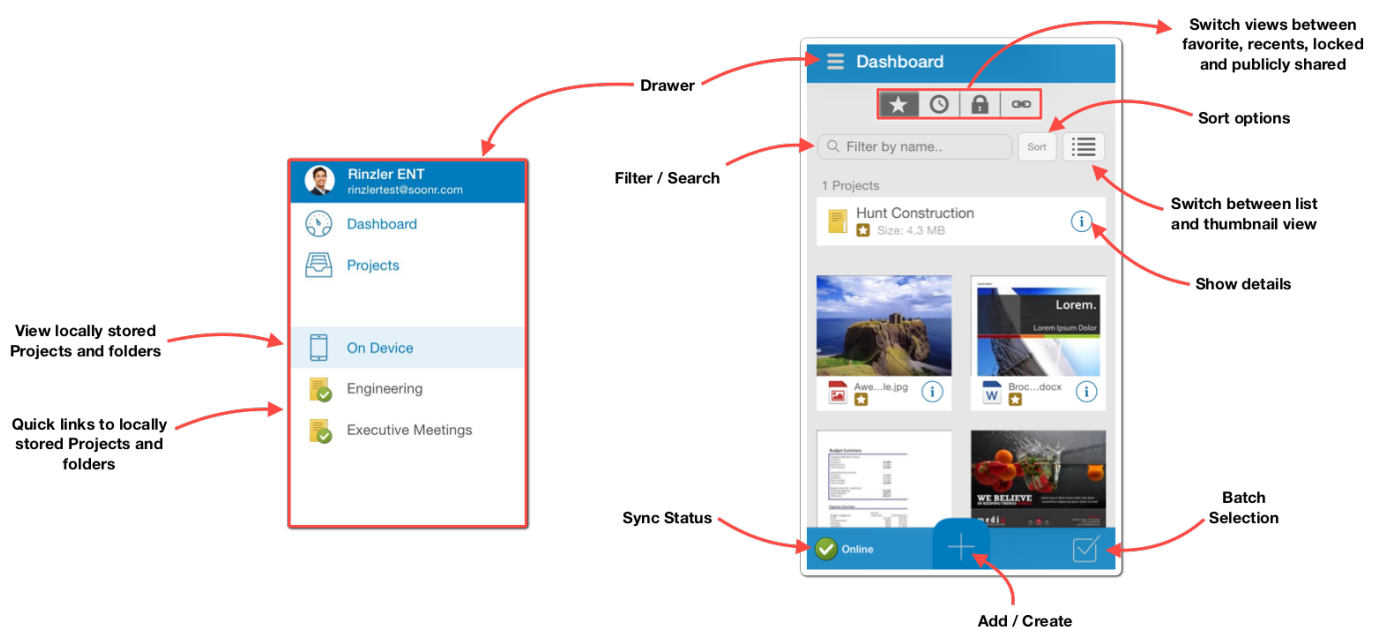 Switch views between
favorite, recents, locked
and publicly shared
Dashboard
Drawer
Sort options
Filter by name..
Sort
Filter / Search
Rinzler ENT
rinzlertest@soonr.com
1 Projects
Switch between list
and thumbnail view
Hunt Construction
Size: 4.3 MB
Dashboard
Projects
Show details
Lorem.
Lorem Ipsum Dolor
View locally stored
Projects and folders
On Device
Engineering
Awe...le.jpg
Broc...docx
W
Quick links to locally
stored Projects and
folders
Executive Meetings
Budget Summary
WE BELIEVE
medi
Batch
Selection
Sync Status
Online
Add / Create